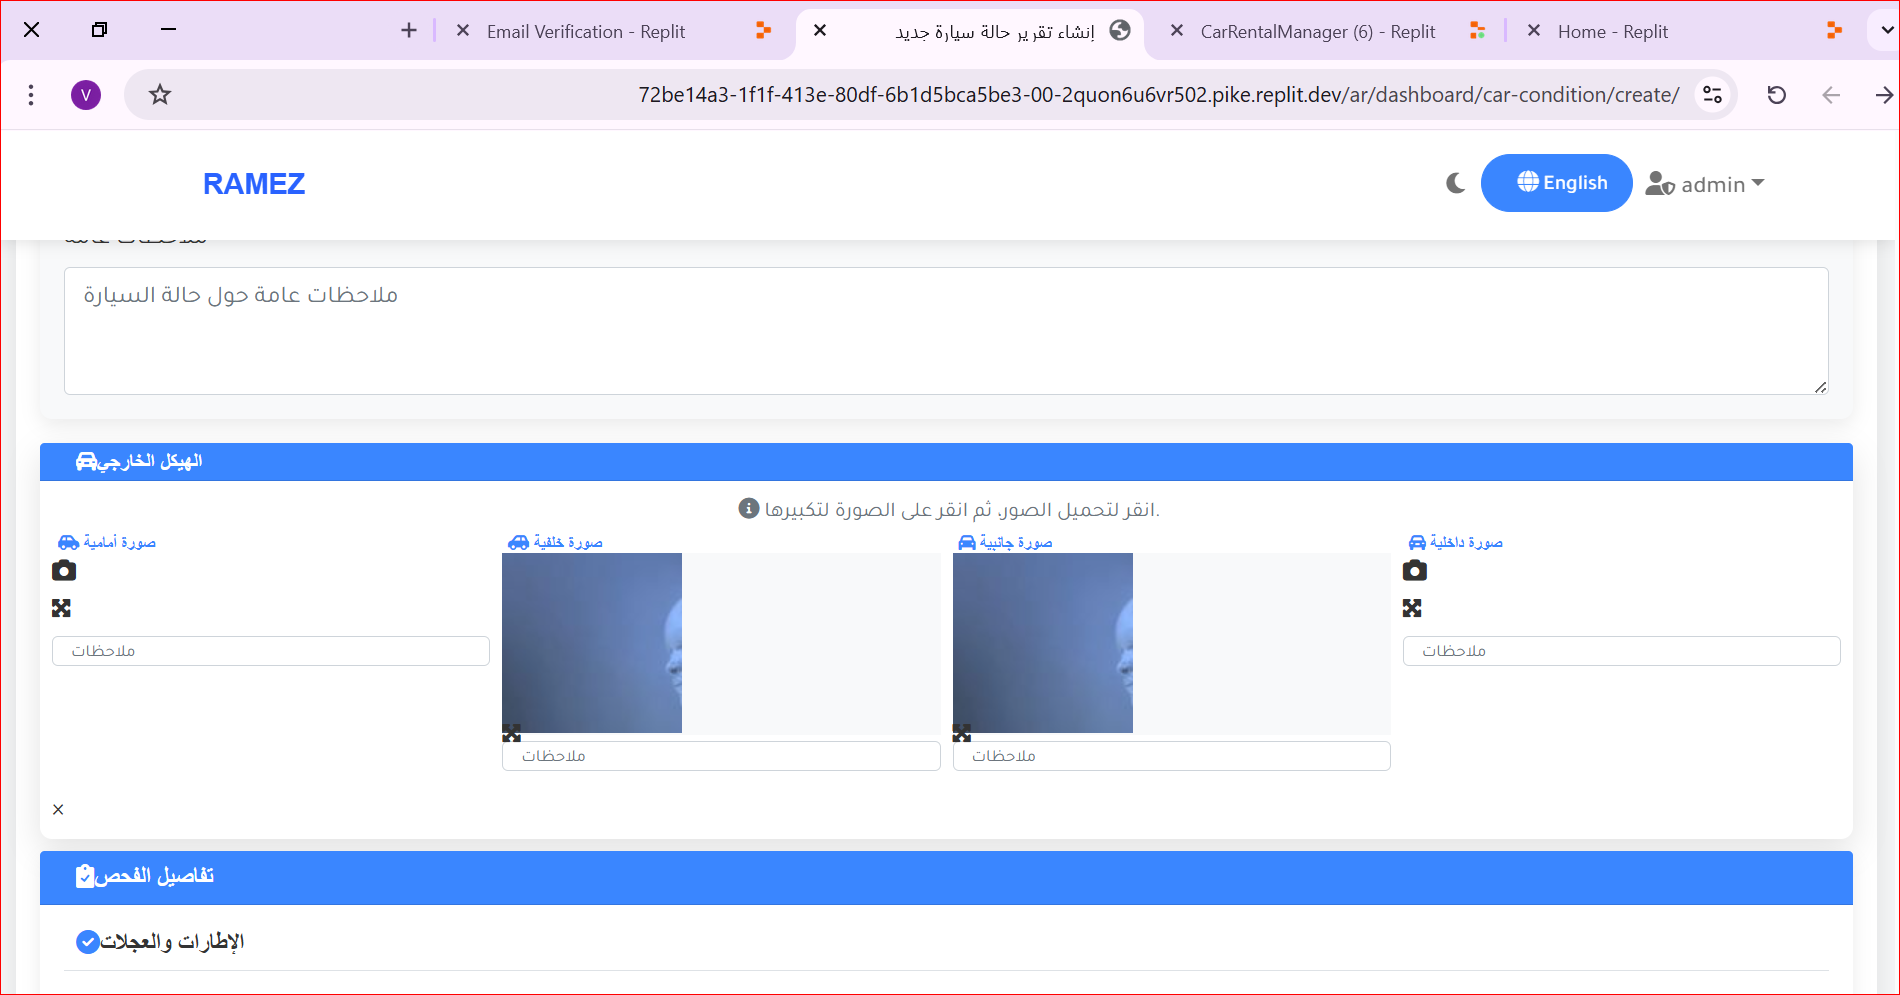 Email Verification - Replit
إنشاء تقرير حالة سيارة جديد
CarRentalManager (6) - Replit
Home - Replit
V
72be14a3-1f1f-413e-80df-6b1d5bca5be3-00-2quon6u6vr502.pike.replit.dev/ar/dashboard/car-condition/create/
RAMEZ
English
admin
ملاحظات عامة
ملاحظات عامة حول حالة السيارة
الهيكل الخارجي
انقر لتحميل الصور، ثم انقر على الصورة لتكبيرها.
صورة أمامية
صورة خلفية
صورة جانبية
صورة داخلية
ملاحظات
ملاحظات
ملاحظات
ملاحظات
×
تفاصيل الفحص
الإطارات والعجلات